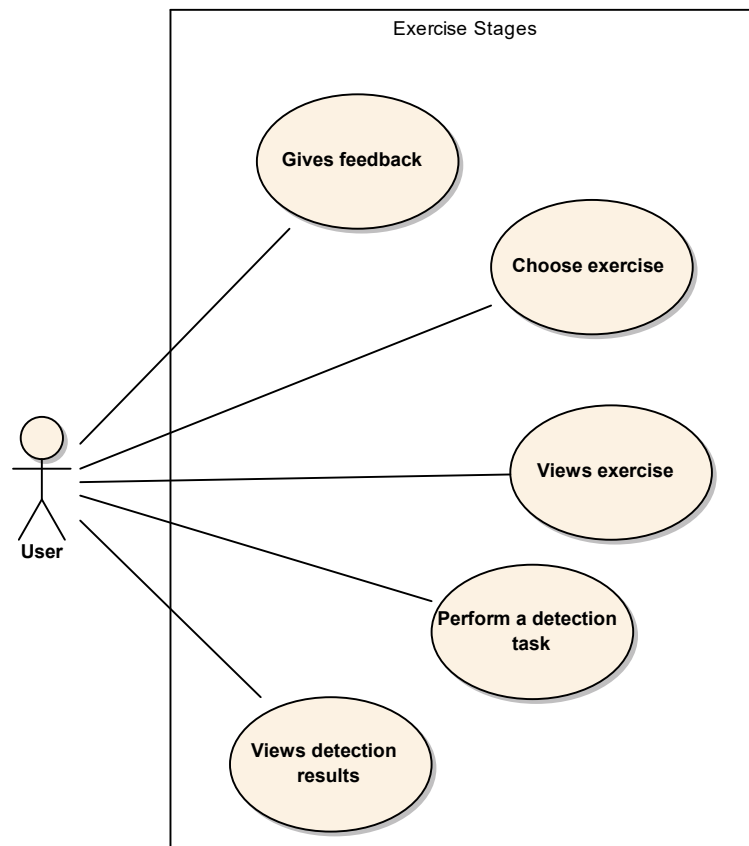 Exercise Stages
Gives feedback
Choose exercise
Views exercise
User
Perform a detection
task
Views detection
results